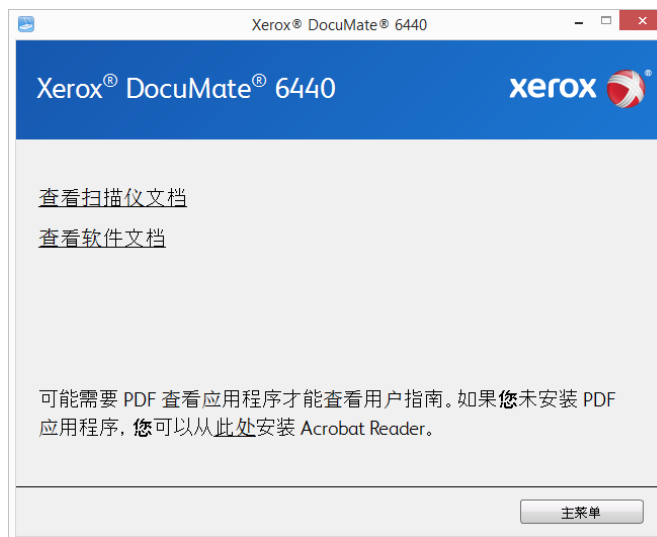 Xerox® DocuMate® 6440
Xerox® DocuMate® 6440
xerox®
查看扫描仪文档
查看软件文档
可能需要 PDF 查看应用程序才能查看用户指南。如果您未安装 PDF
应用程序，您可以从此处安装 Acrobat Reader。
主菜单